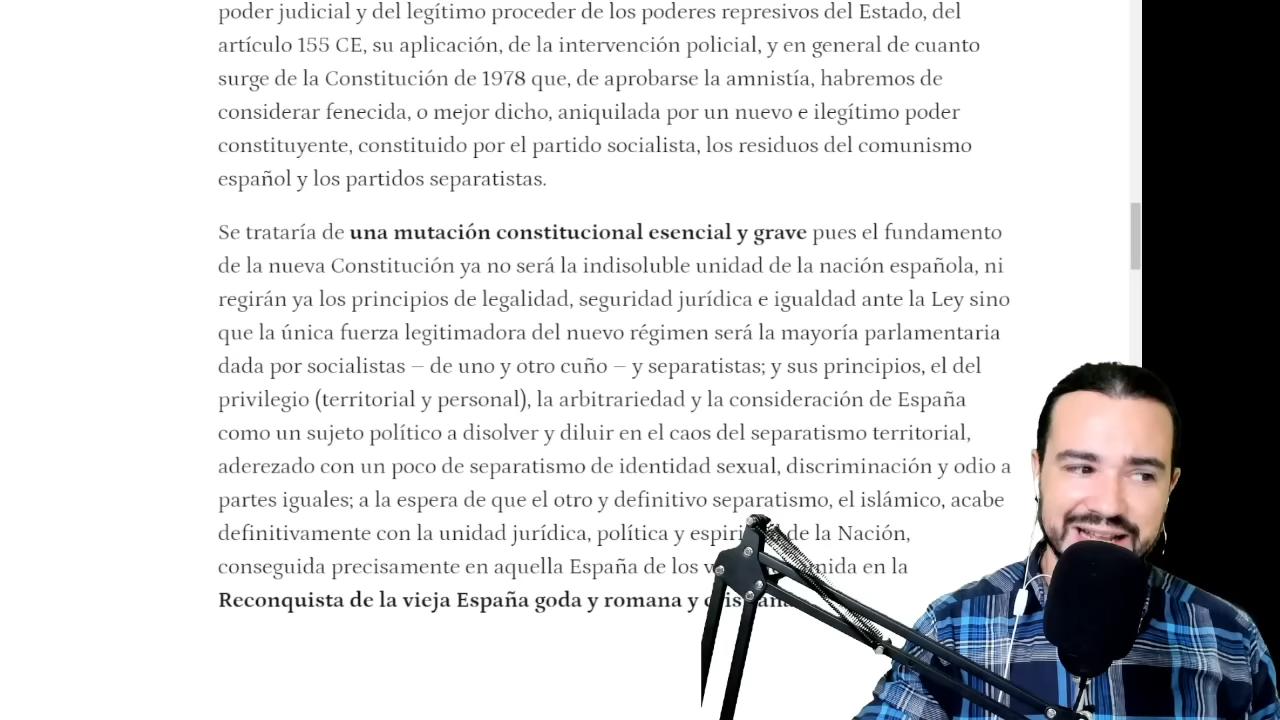 poder judicial y del legítimo proceder de los poderes represivos del Estado, del
artículo 155 CE, su aplicación, de la intervención policial, y en general de cuanto
surge de la Constitución de 1978 que, de aprobarse la amnistía, habremos de
considerar fenecida, o mejor dicho, aniquilada por un nuevo e ilegítimo poder
constituyente, constituido por el partido socialista, los residuos del comunismo
español y los partidos separatistas.
Se trataría de una mutación constitucional esencial y grave pues el fundamento
de la nueva Constitución ya no será la indisoluble unidad de la nación española, ni
regirán ya los principios de legalidad, seguridad jurídica e igualdad ante la Ley sino
que la única fuerza legitimadora del nuevo régimen será la mayoría parlamentaria
dada por socialistas – de uno y otro cuño – y separatistas; y sus principios, el del
privilegio (territorial y personal), la arbitrariedad y la consideración de España
como un sujeto político a disolver y diluir en el caos del separatismo territorial,
aderezado con un poco de separatismo de identidad sexual, discriminación y odio a
partes iguales; a la espera de que el otro y definitivo separatismo, el islámico, acabe
definitivamente con la unidad jurídica, política y de la Nación,
conseguida precisamente en aquella España de los en la
Reconquista de la vieja España goda y romana y